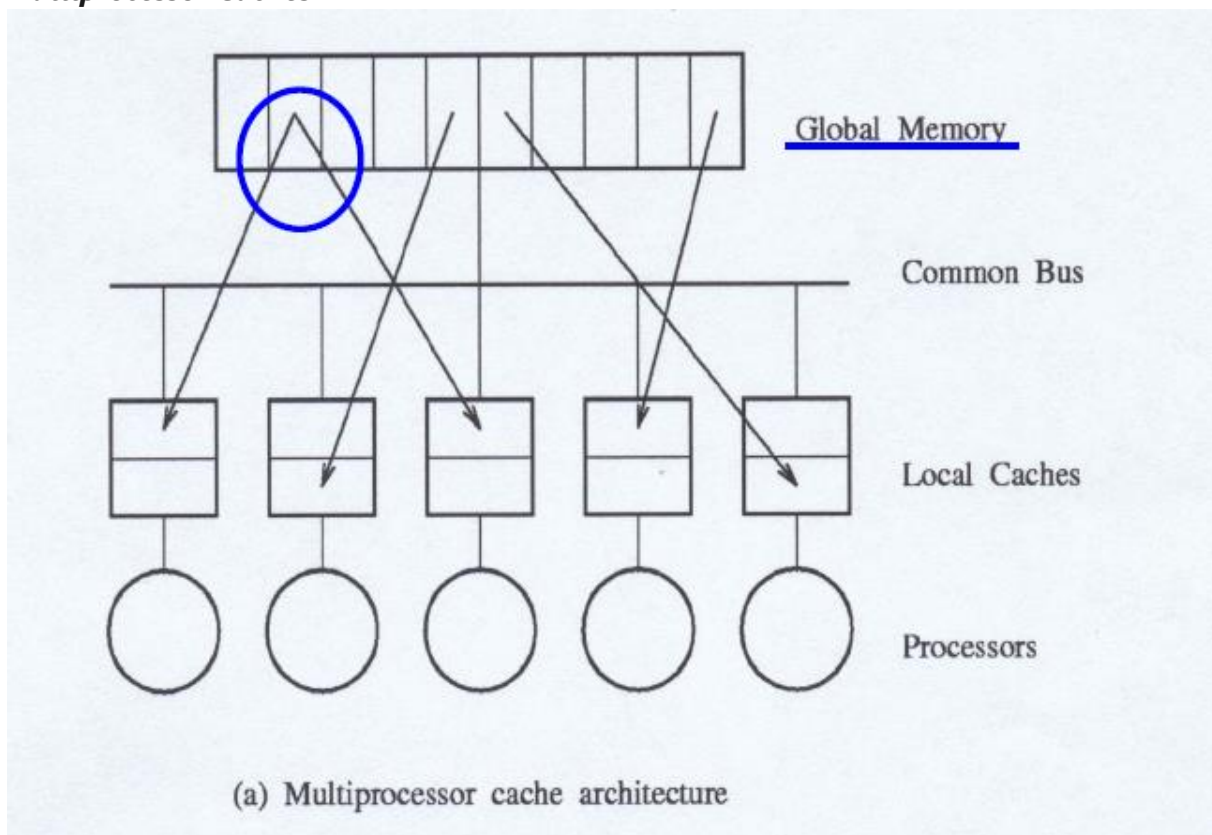 Global Memory
Common Bus
Local Caches
Processors
(a) Multiprocessor cache architecture